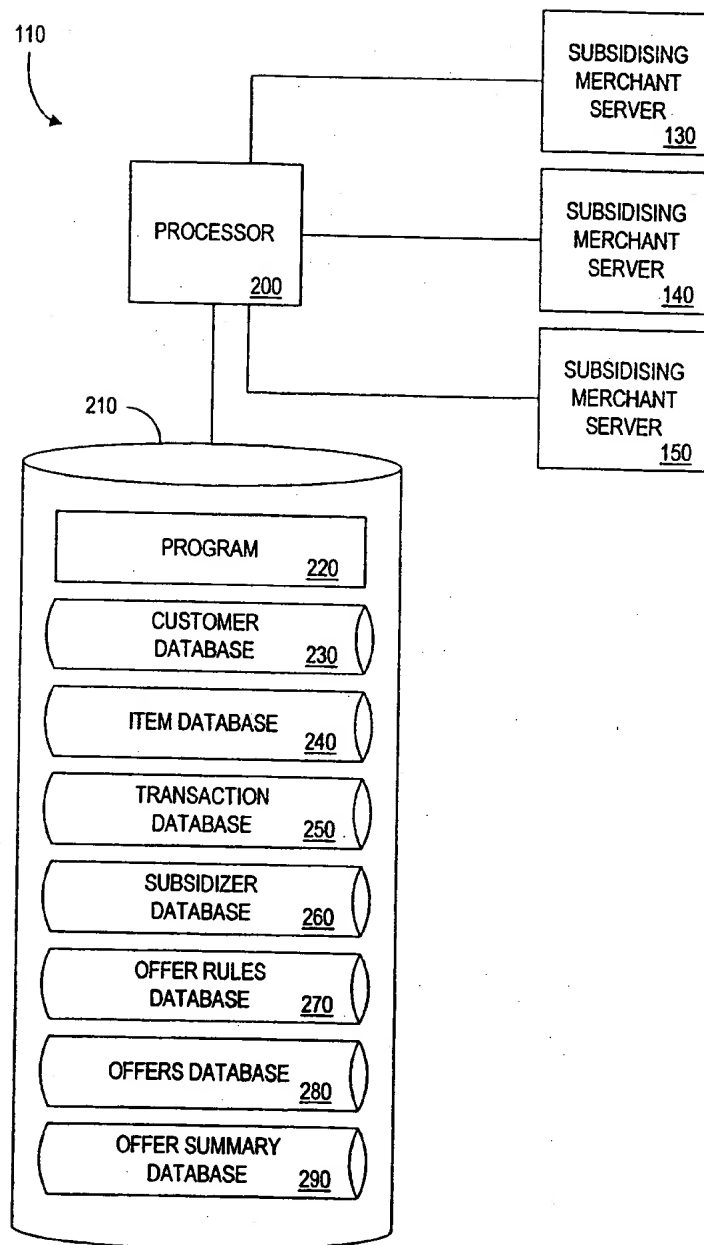 110
SUBSIDISING
MERCHANT
SERVER
130
PROCESSOR
200
SUBSIDISING
MERCHANT
SERVER
140
SUBSIDISING
MERCHANT
SERVER
150
210
PROGRAM
220
CUSTOMER
DATABASE
230
ITEM DATABASE
240
TRANSACTION
DATABASE
250
SUBSIDIZER
DATABASE
260
OFFER RULES
DATABASE
270
OFFERS DATABASE
280
OFFER SUMMARY
DATABASE
290